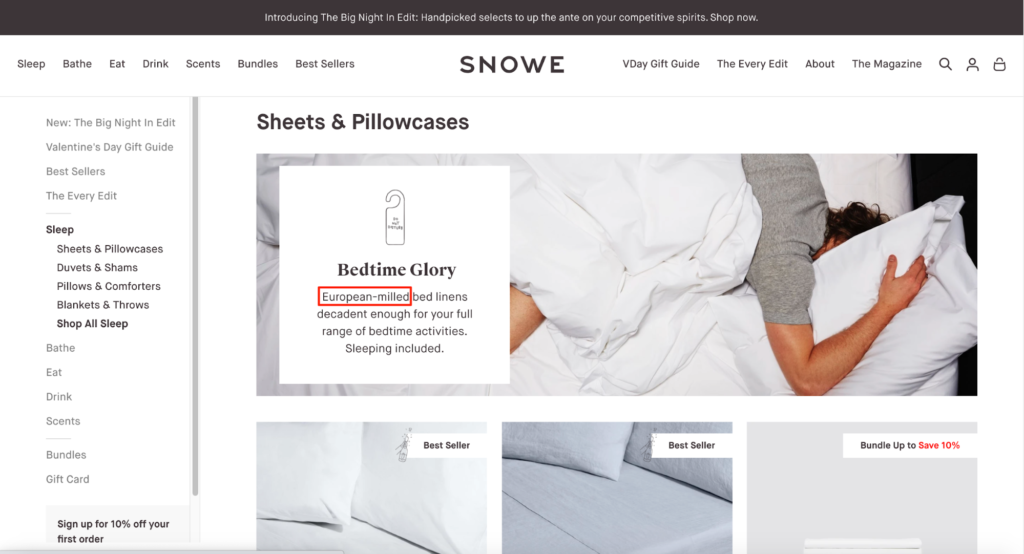 Introducing The Big Night In Edit: Handpicked selects to up the ante on your competitive spirits. Shop now.
Sleep Bathe Eat Drink Scents Bundles Best Sellers SNOWE VDay Gift Guide The Every Edit About The Magazine
New: The Big Night In Edit
Valentine's Day Gift Guide
Best Sellers
The Every Edit
Sleep
Sheets & Pillowcases
Duvets & Shams
Pillows & Comforters
Blankets & Throws
Shop All Sleep
Bathe
Eat
Drink
Scents
Bundles
Gift Card
Sign up for 10% off your
first order
Sheets & Pillowcases
DO
NOT
DISTURB
Bedtime Glory
European-milled bed linens
decadent enough for your full
range of bedtime activities.
Sleeping included.
Best Seller
Best Seller
Bundle Up to Save 10%